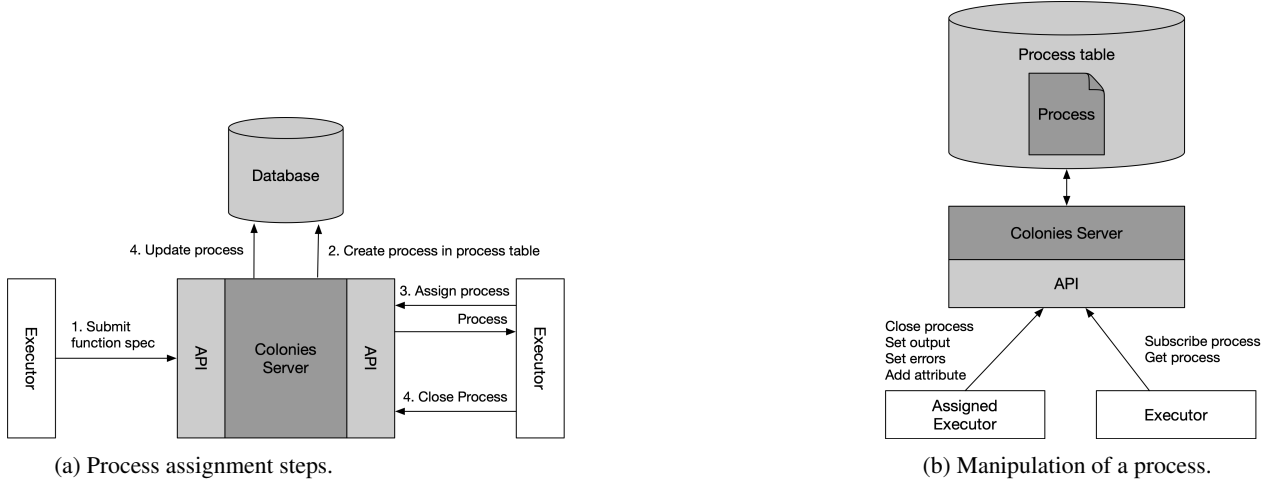 Database
4. Update process
2. Create process in process table
Executor
1. Submit
function spec
API
Colonies
Server
API
3. Assign process
Process
4. Close Process
Executor
(a) Process assignment steps.
Process table
Process
Colonies Server
API
Close process
Set output
Set errors
Add attribute
Subscribe process
Get process
Assigned
Executor
Executor
(b) Manipulation of a process.